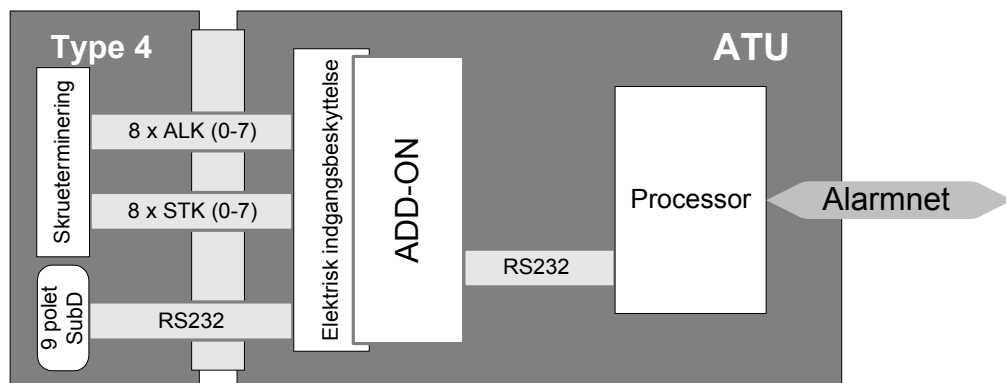 Type 4
ATU
Skrueterminering
8 x ALK (0-7)
8 x STK (0-7)
9 polet
SubD
RS232
Elektrisk indgangsbeskyttelse
ADD-ON
RS232
Processor
Alarmnet